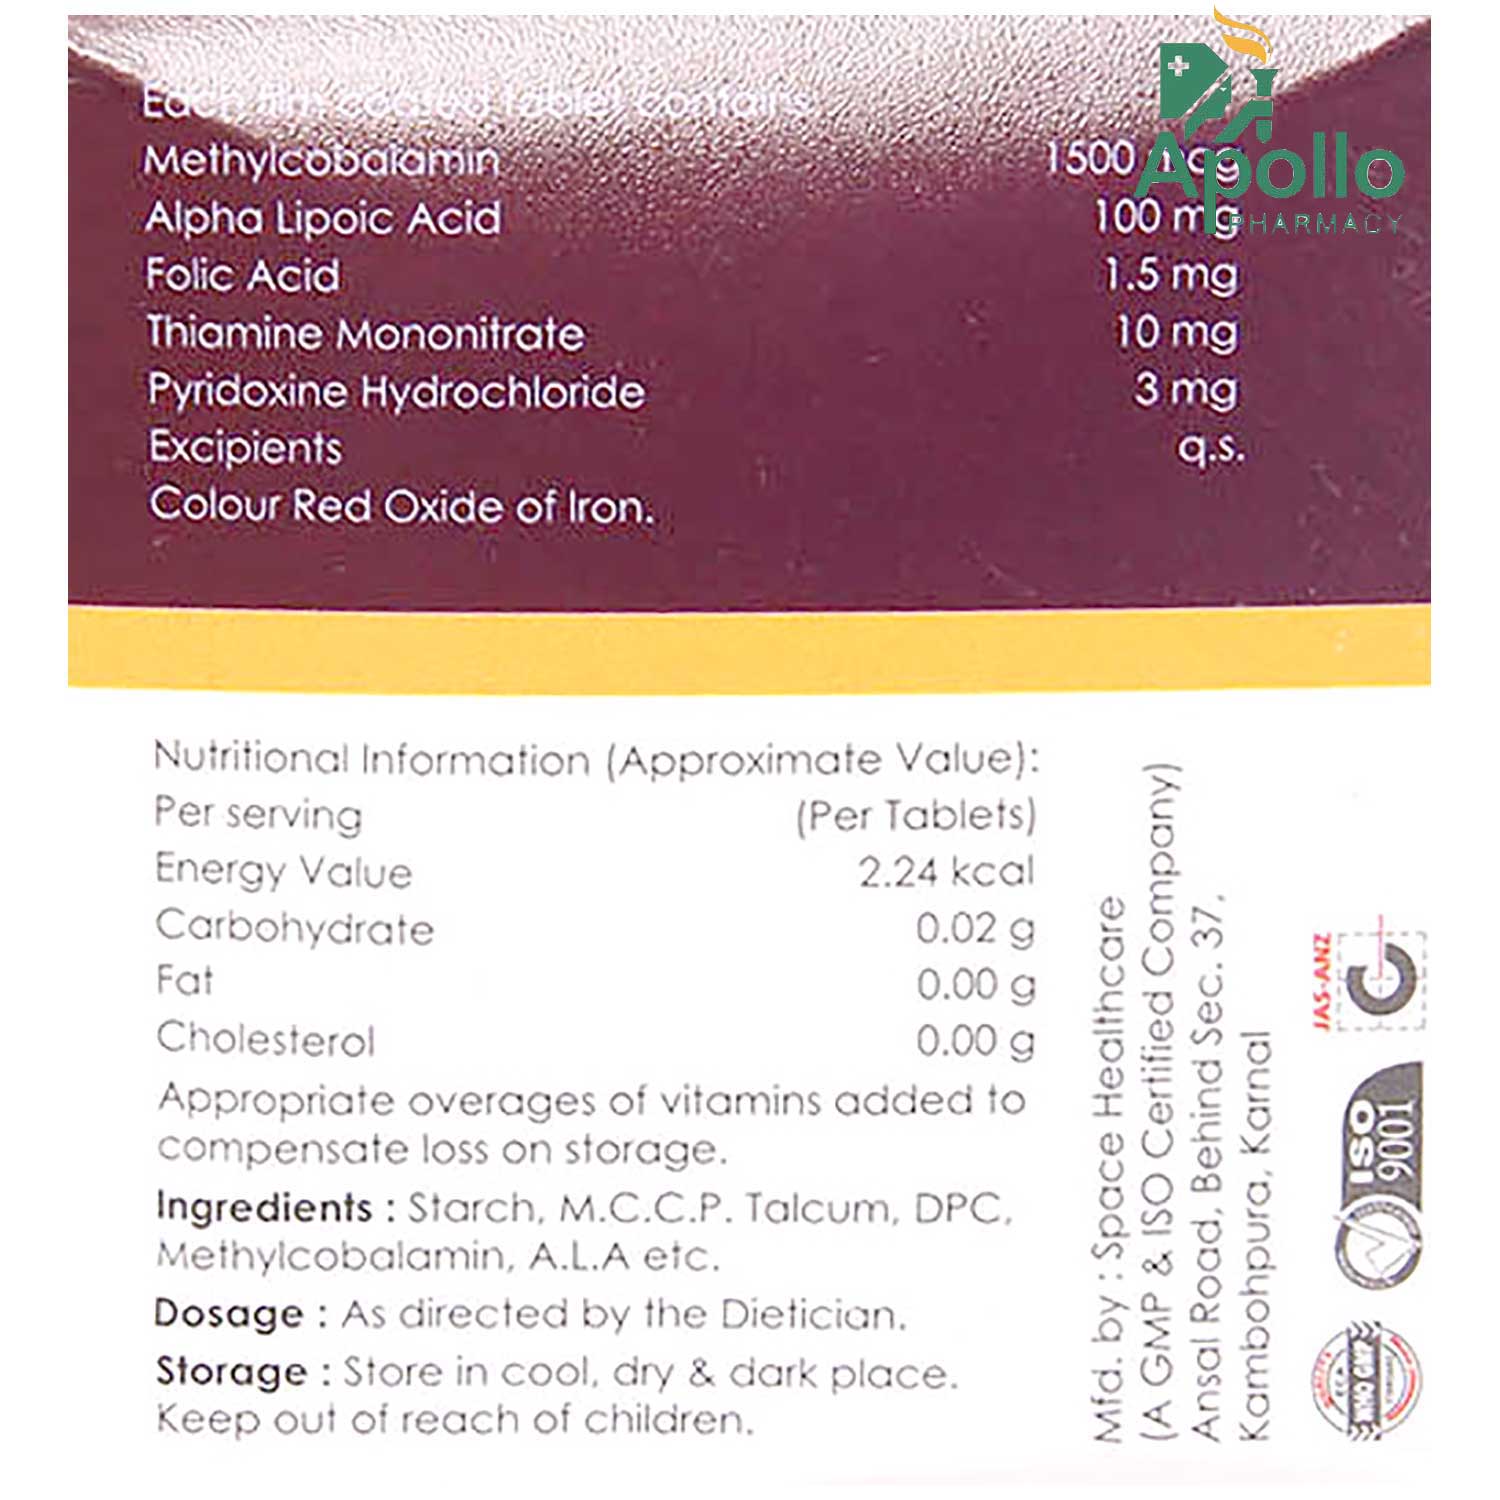 Each film coated tablet contains
Methylcobalamin 1500 mcg
Alpha Lipoic Acid 100 mg
Folic Acid 1.5 mg
Thiamine Mononitrate 10 mg
Pyridoxine Hydrochloride 3 mg
Excipients q.s.
Colour Red Oxide of Iron.
Apollo
PHARMACY
Nutritional Information (Approximate Value):
Per serving (Per Tablets)
Energy Value 2.24 kcal
Carbohydrate 0.02 g
Fat 0.00 g
Cholesterol 0.00 g
Appropriate overages of vitamins added to
compensate loss on storage.
Ingredients : Starch, M.C.C.P. Talcum, DPC,
Methylcobalamin, A.L.A etc.
Dosage : As directed by the Dietician.
Storage : Store in cool, dry & dark place.
Keep out of reach of children.
Mfd. by : Space Healthcare
(A GMP & ISO Certified Company)
Ansal Road, Behind Sec. 37,
Kambohpura, Karnal
JAS-ANZ
ISO
9001